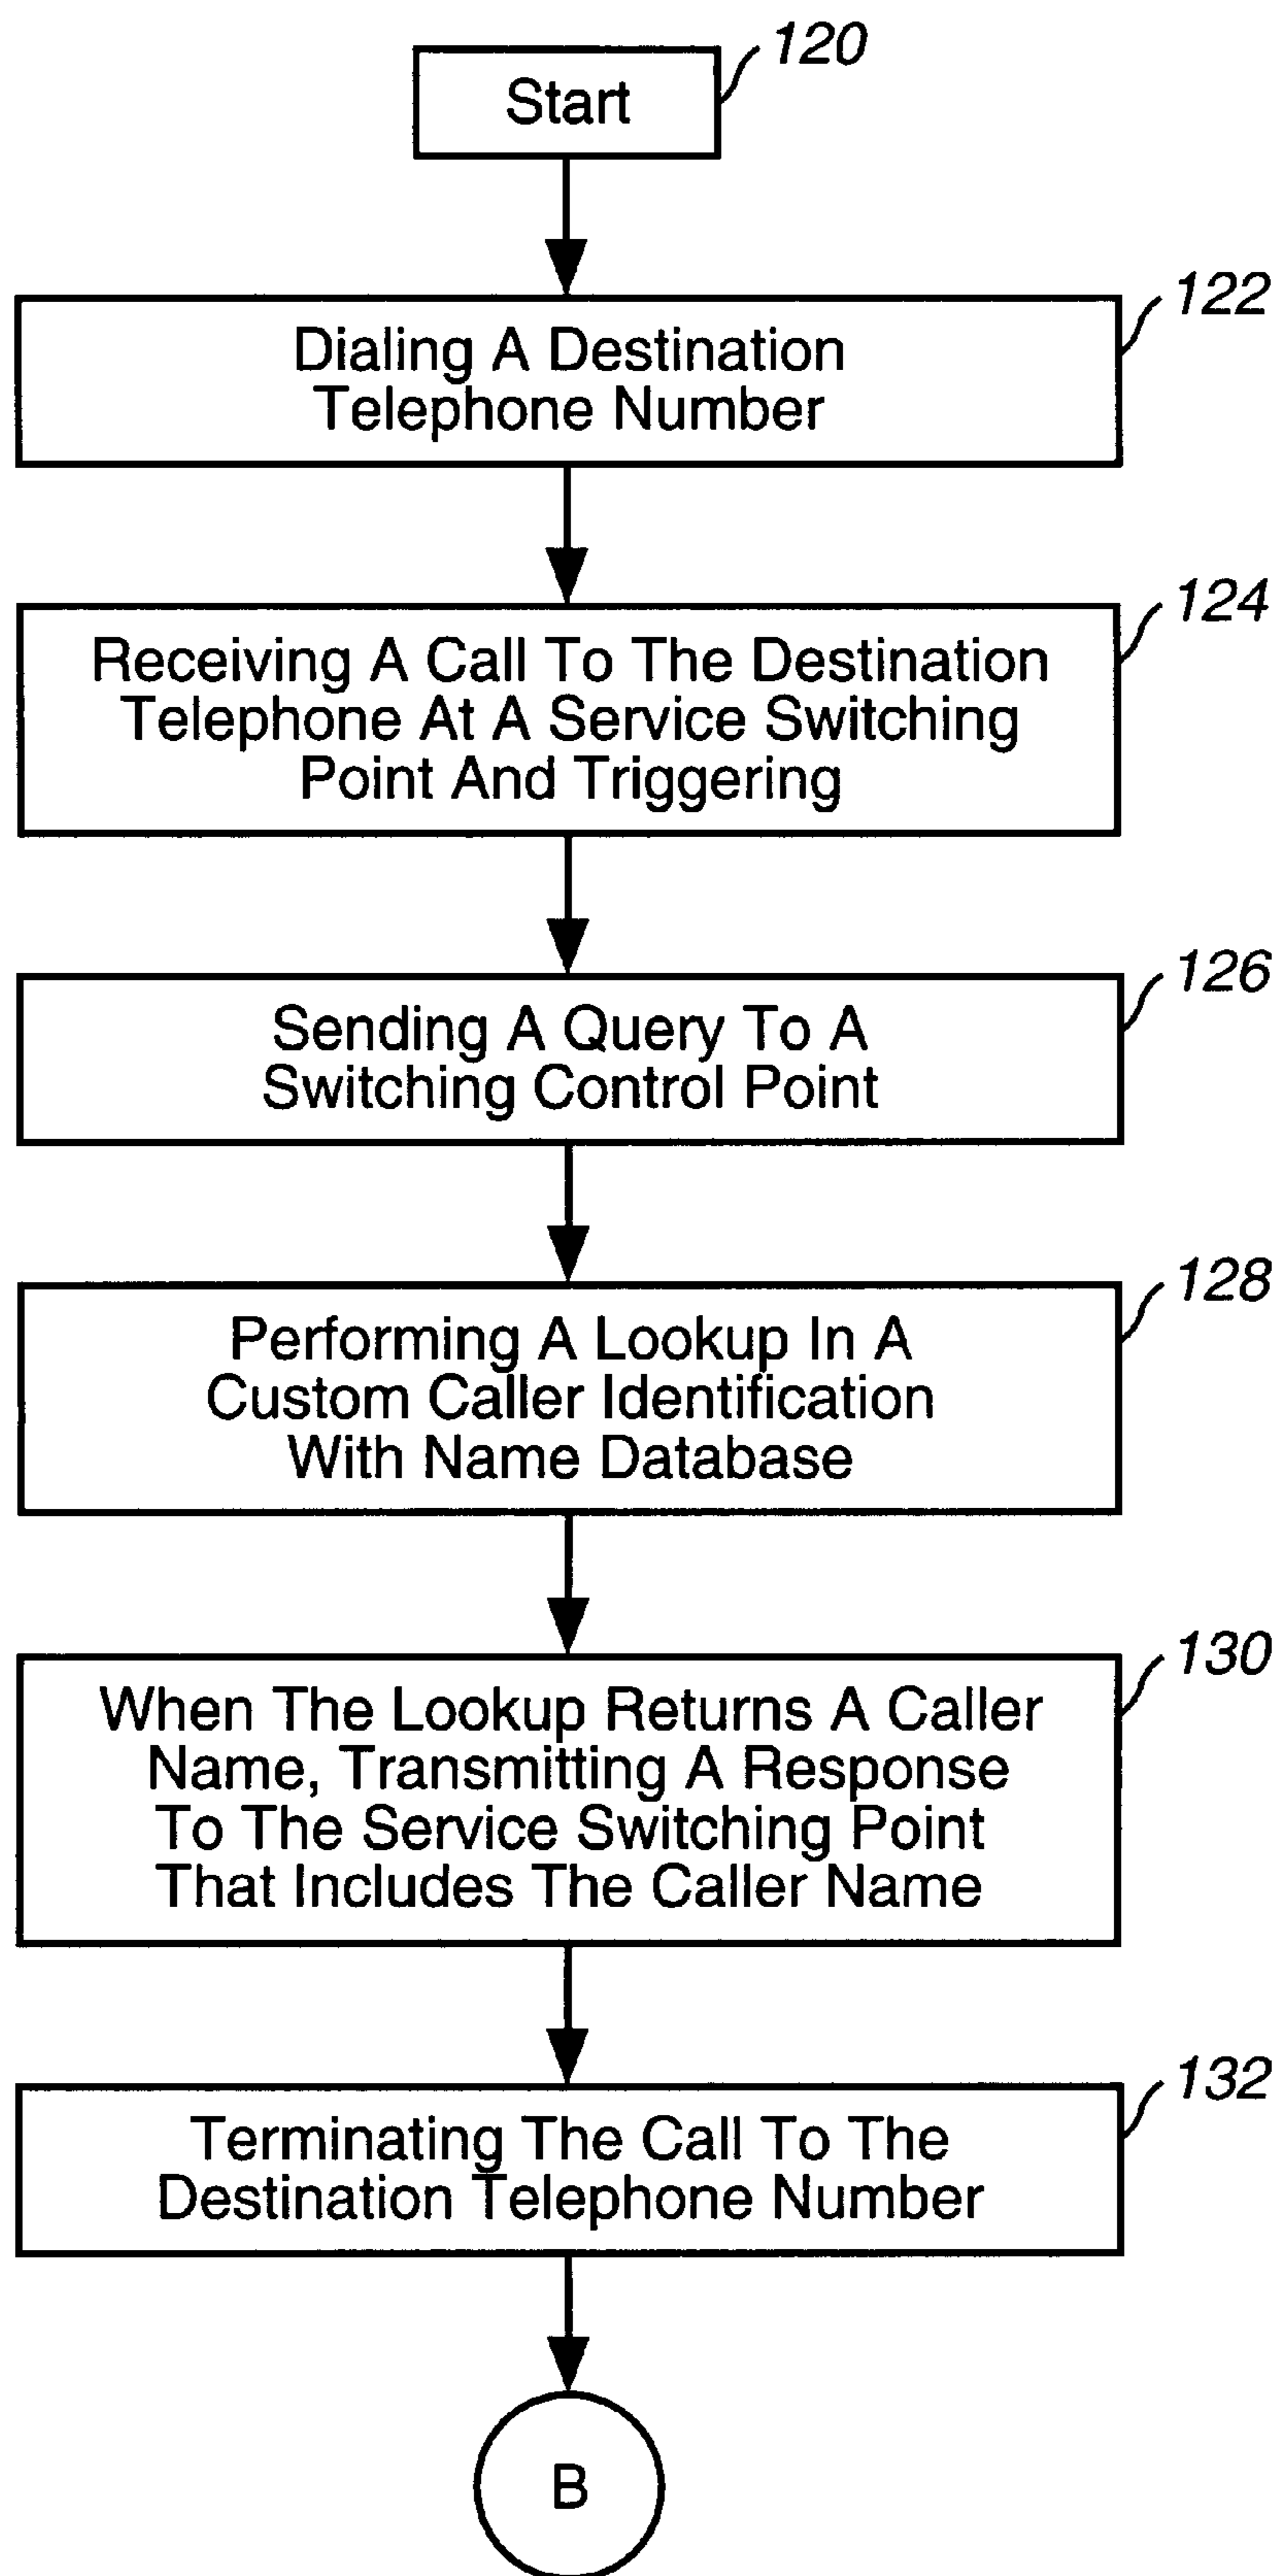 120
Start
122
Dialing A Destination
Telephone Number
124
Receiving A Call To The Destination
Telephone At A Service Switching
Point And Triggering
126
Sending A Query To A
Switching Control Point
128
Performing A Lookup In A
Custom Caller Identification
With Name Database
130
When The Lookup Returns A Caller
Name, Transmitting A Response
To The Service Switching Point
That Includes The Caller Name
132
Terminating The Call To The
Destination Telephone Number
B